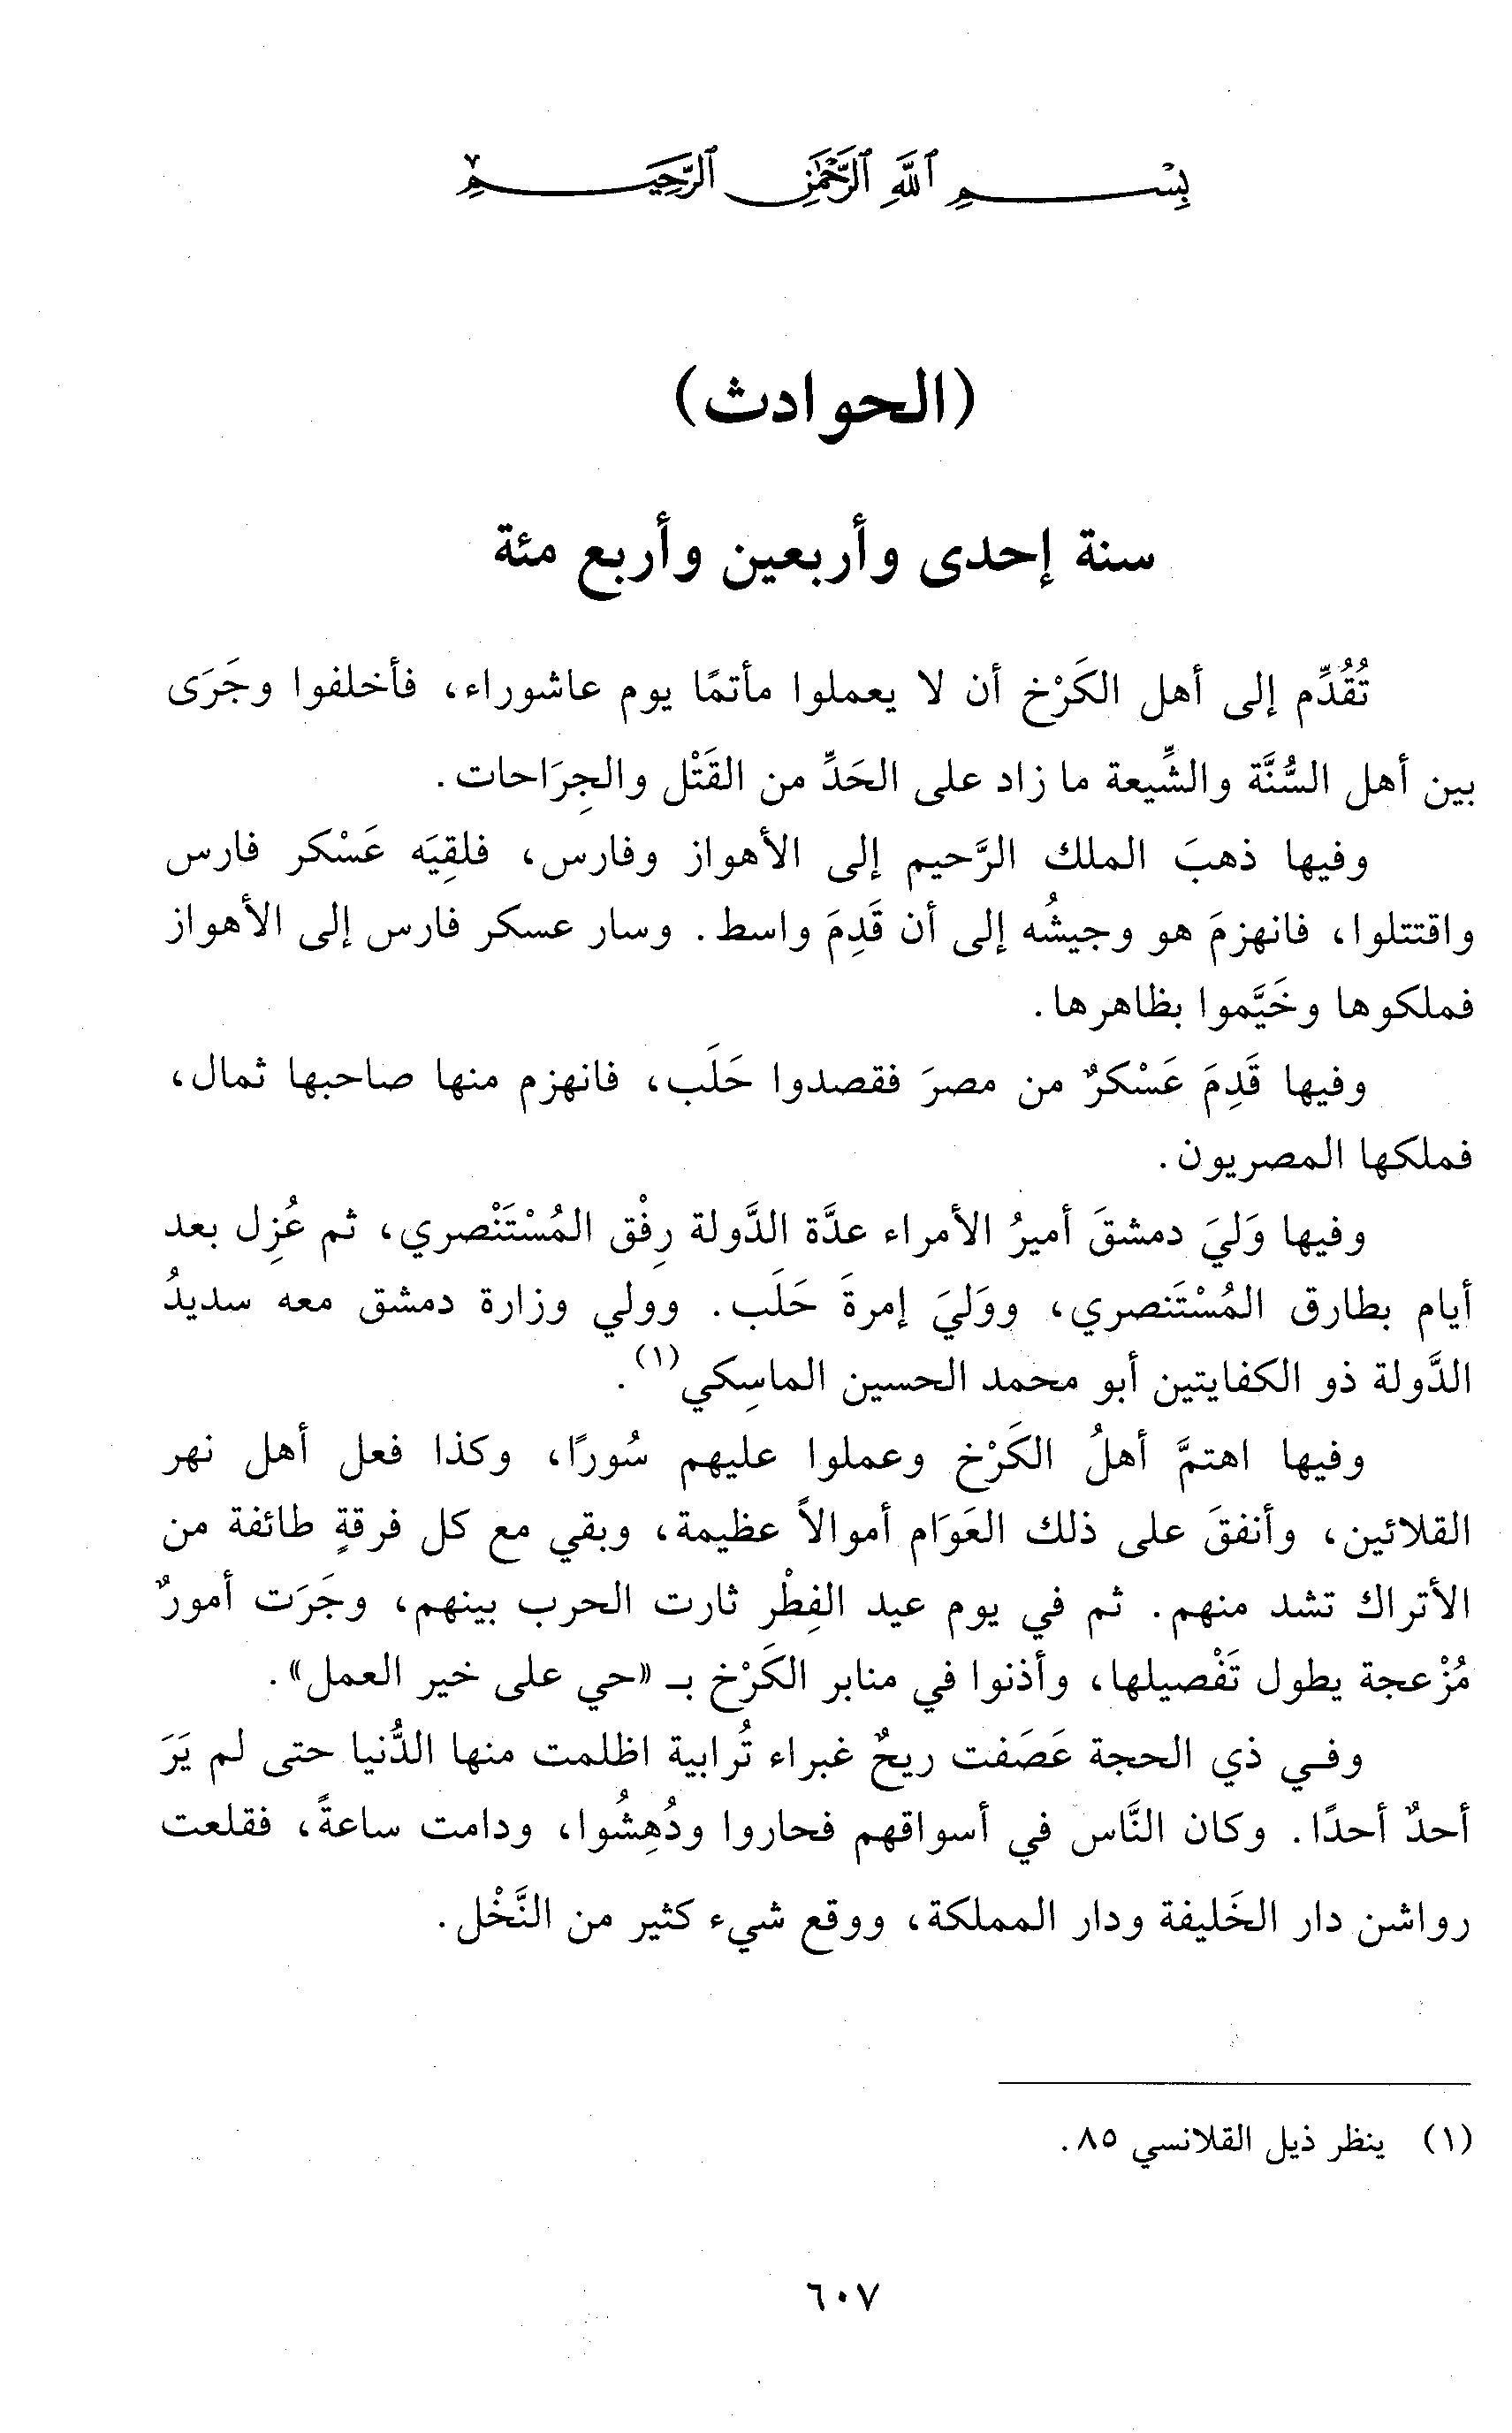 بِسْمِ ٱللَّهِ ٱلرَّحْمَٰنِ ٱلرَّحِيمِ
(الحوادث)
سنة إحدى وأربعين وأربع مئة
تُقُدِّم إلى أهل الكَرْخ أن لا يعملوا مأتمًا يوم عاشوراء، فأخلفوا وجَرَى
بين أهل السُّنَّة والشِّيعة ما زاد على الحَدِّ من القَتْل والجِرَاحات.
وفيها ذهبَ الملك الرَّحيم إلى الأهواز وفارس، فلقِيَه عَسْكر فارس
واقتتلوا، فانهزمَ هو وجيشُه إلى أن قَدِمَ واسط. وسار عسكر فارس إلى الأهواز
فملكوها وخَيَّموا بظاهرها.
وفيها قَدِمَ عَسْكرٌ من مصرَ فقصدوا حَلَب، فانهزم منها صاحبها ثمال،
فملكها المصريون.
وفيها وَليَ دمشقَ أميرُ الأمراء عدَّة الدَّولة رِفْق المُسْتَنْصري، ثم عُزِل بعد
أيام بطارق المُسْتَنصري، ووَليَ إمرةَ حَلَب. وولي وزارة دمشق معه سديدُ
الدَّولة ذو الكفايتين أبو محمد الحسين الماسِكي(١).
وفيها اهتمَّ أهلُ الكَرْخ وعملوا عليهم سُورًا، وكذا فعل أهل نهر
القلائين، وأنفقَ على ذلك العَوَام أموالاً عظيمة، وبقي مع كل فرقةٍ طائفة من
الأتراك تشد منهم. ثم في يوم عيد الفِطْر ثارت الحرب بينهم، وجَرَت أمورٌ
مُزْعجة يطول تَفْصيلها، وأذنوا في منابر الكَرْخ بـ «حي على خير العمل».
وفي ذي الحجة عَصَفت ريحٌ غبراء تُرابية اظلمت منها الدُّنيا حتى لم يَرَ
أحدٌ أحدًا. وكان النَّاس في أسواقهم فحاروا ودُهِشُوا، ودامت ساعةً، فقلعت
رواشن دار الخَليفة ودار المملكة، ووقع شيء كثير من النَّخْل.
(١) ينظر ذيل القلانسي ٨٥.
٦٠٧